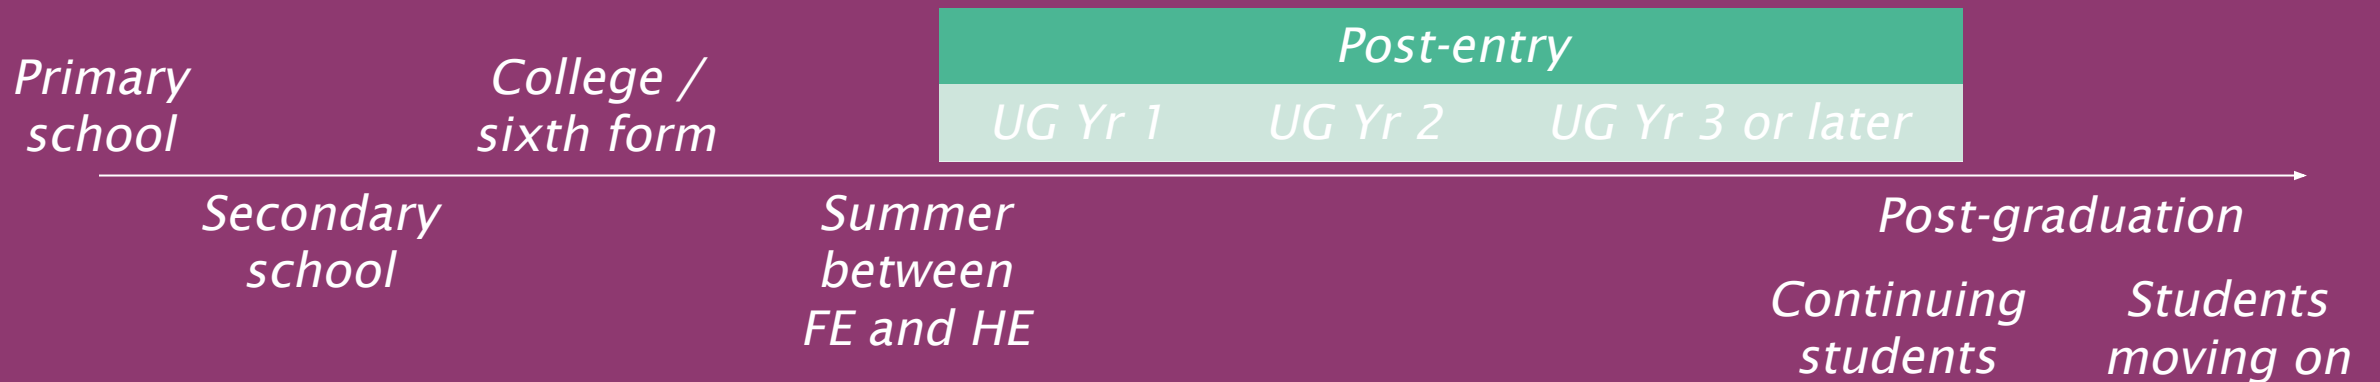 Primary
school
College /
sixth form
Post-entry
UG Yr 1
UG Yr 2
UG Yr 3 or later
Secondary
school
Summer
between
FE and HE
Post-graduation
Continuing
students
Students
moving on